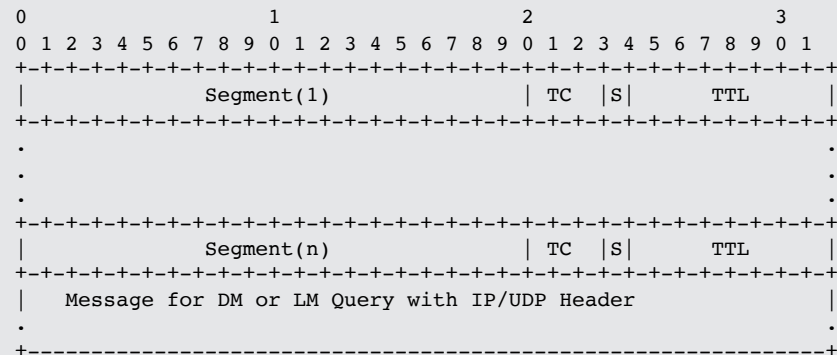 0                   1                   2                   3
0 1 2 3 4 5 6 7 8 9 0 1 2 3 4 5 6 7 8 9 0 1 2 3 4 5 6 7 8 9 0 1
+-+-+-+-+-+-+-+-+-+-+-+-+-+-+-+-+-+-+-+-+-+-+-+-+-+-+-+-+-+-+-+-+
|              Segment(1)               | TC  |S|      TTL      |
+-+-+-+-+-+-+-+-+-+-+-+-+-+-+-+-+-+-+-+-+-+-+-+-+-+-+-+-+-+-+-+-+
.                                                               .
.                                                               .
.                                                               .
+-+-+-+-+-+-+-+-+-+-+-+-+-+-+-+-+-+-+-+-+-+-+-+-+-+-+-+-+-+-+-+-+
|              Segment(n)               | TC  |S|      TTL      |
+-+-+-+-+-+-+-+-+-+-+-+-+-+-+-+-+-+-+-+-+-+-+-+-+-+-+-+-+-+-+-+-+
|   Message for DM or LM Query with IP/UDP Header               |
.                                                               .
+---------------------------------------------------------------+